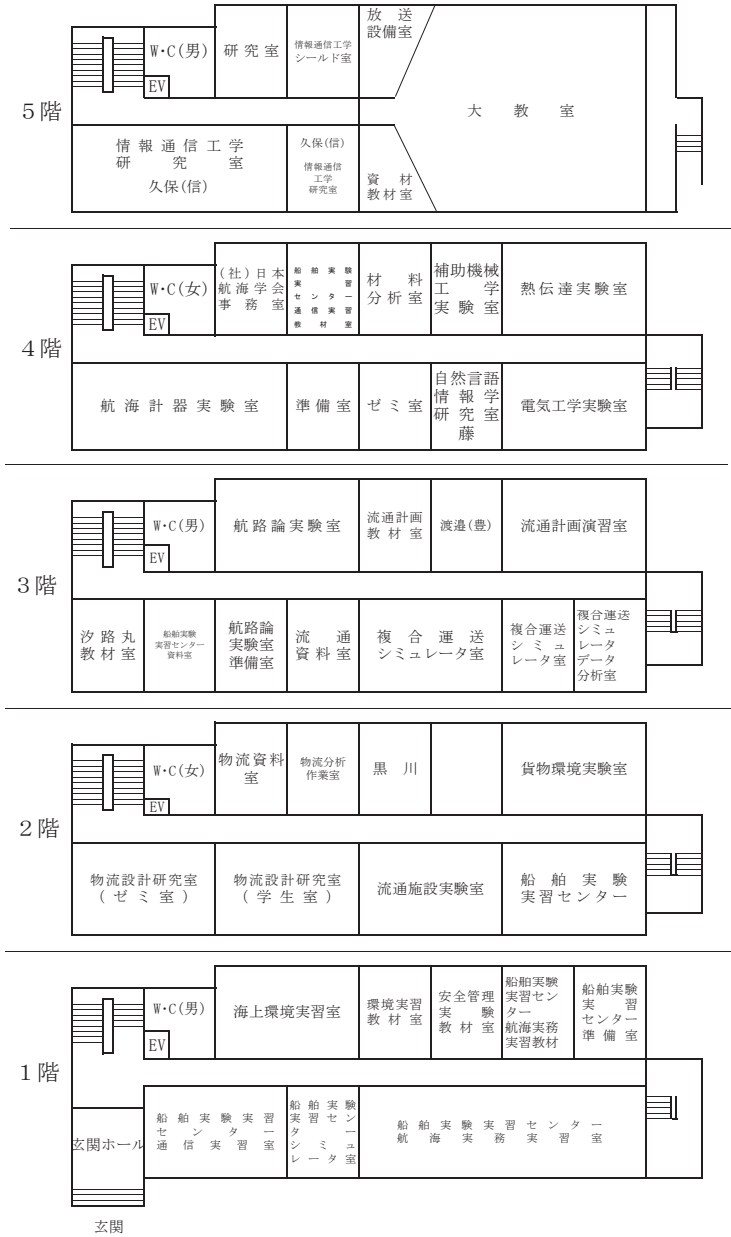 5階
W・C(男)
EV
研究室
情報通信工学
シールド室
放送
設備室
大教室
情報通信工学
研究室
久保(信)
久保(信)
情報通信
工学
研究室
資材
教材室
4階
W・C(女)
EV
(社)日本
航海学会
事務室
船舶実験
実習
センター
通信実習
教材室
材料
分析室
補助機械
工学
実験室
熱伝達実験室
航海計器実験室
準備室
ゼミ室
自然言語
情報学
研究室
藤
電気工学実験室
3階
W・C(男)
EV
航路論実験室
流通計画
教材室
渡邉(豊)
流通計画演習室
汐路丸
教材室
船舶実験
実習センター
資料室
航路論
実験室
準備室
流通
資料室
複合運送
シミュレータ室
複合運送
シミュ
レータ室
複合運送
シミュ
レータ
データ
分析室
2階
W・C(女)
EV
物流資料
室
物流分析
作業室
黒川
貨物環境実験室
物流設計研究室
(ゼミ室)
物流設計研究室
(学生室)
流通施設実験室
船舶実験
実習センター
1階
W・C(男)
EV
海上環境実習室
環境実習
教材室
安全管理
実験
教材室
船舶実験
実習セン
ター
航海実務
実習教材
船舶実験
実習
センター
準備室
玄関ホール
船舶実験実習
センター
通信実習室
船舶実験
実習セン
ター
シミュ
レータ室
船舶実験実習センター
航海実務実習室
玄関